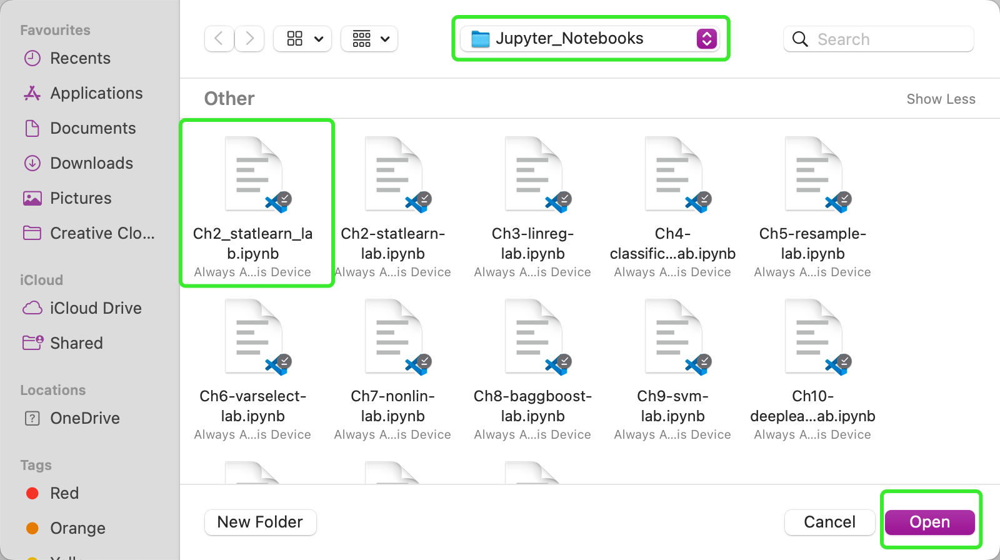 Favourites
Recents
Applications
Documents
Downloads
Pictures
Creative Clo...
iCloud
iCloud Drive
Shared
Locations
OneDrive
Tags
Red
Orange
Jupyter_Notebooks
Search
Other
Show Less
Ch2_statlearn_la
b.ipynb
Always A...is Device
Ch2-statlearn-
lab.ipynb
Always A...is Device
Ch3-linreg-
lab.ipynb
Always A...is Device
Ch4-
classific...ab.ipynb
Always A...is Device
Ch5-resample-
lab.ipynb
Always A...is Device
Ch6-varselect-
lab.ipynb
Always A...is Device
Ch7-nonlin-
lab.ipynb
Always A...is Device
Ch8-baggboost-
lab.ipynb
Always A...is Device
Ch9-svm-
lab.ipynb
Always A...is Device
Ch10-
deeplea...ab.ipynb
Always A...is Device
New Folder
Cancel
Open